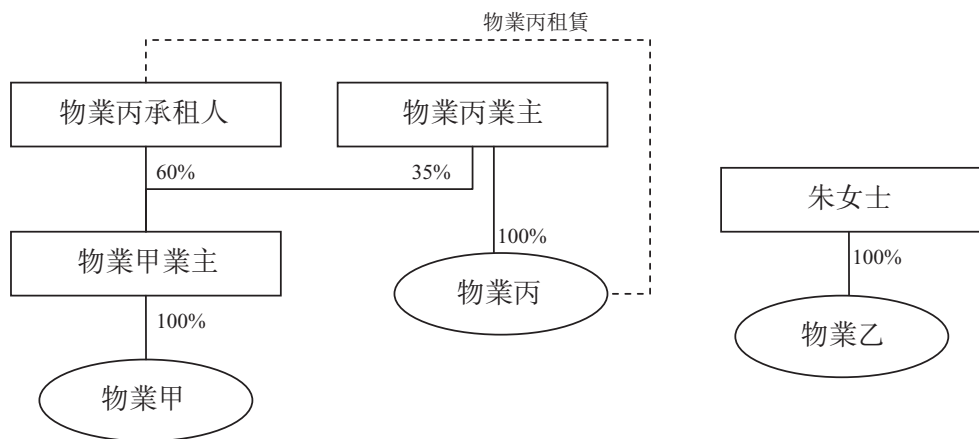 物業丙租賃
物業丙承租人
物業丙業主
60%
35%
朱女士
物業甲業主
100%
100%
物業丙
100%
物業乙
物業甲